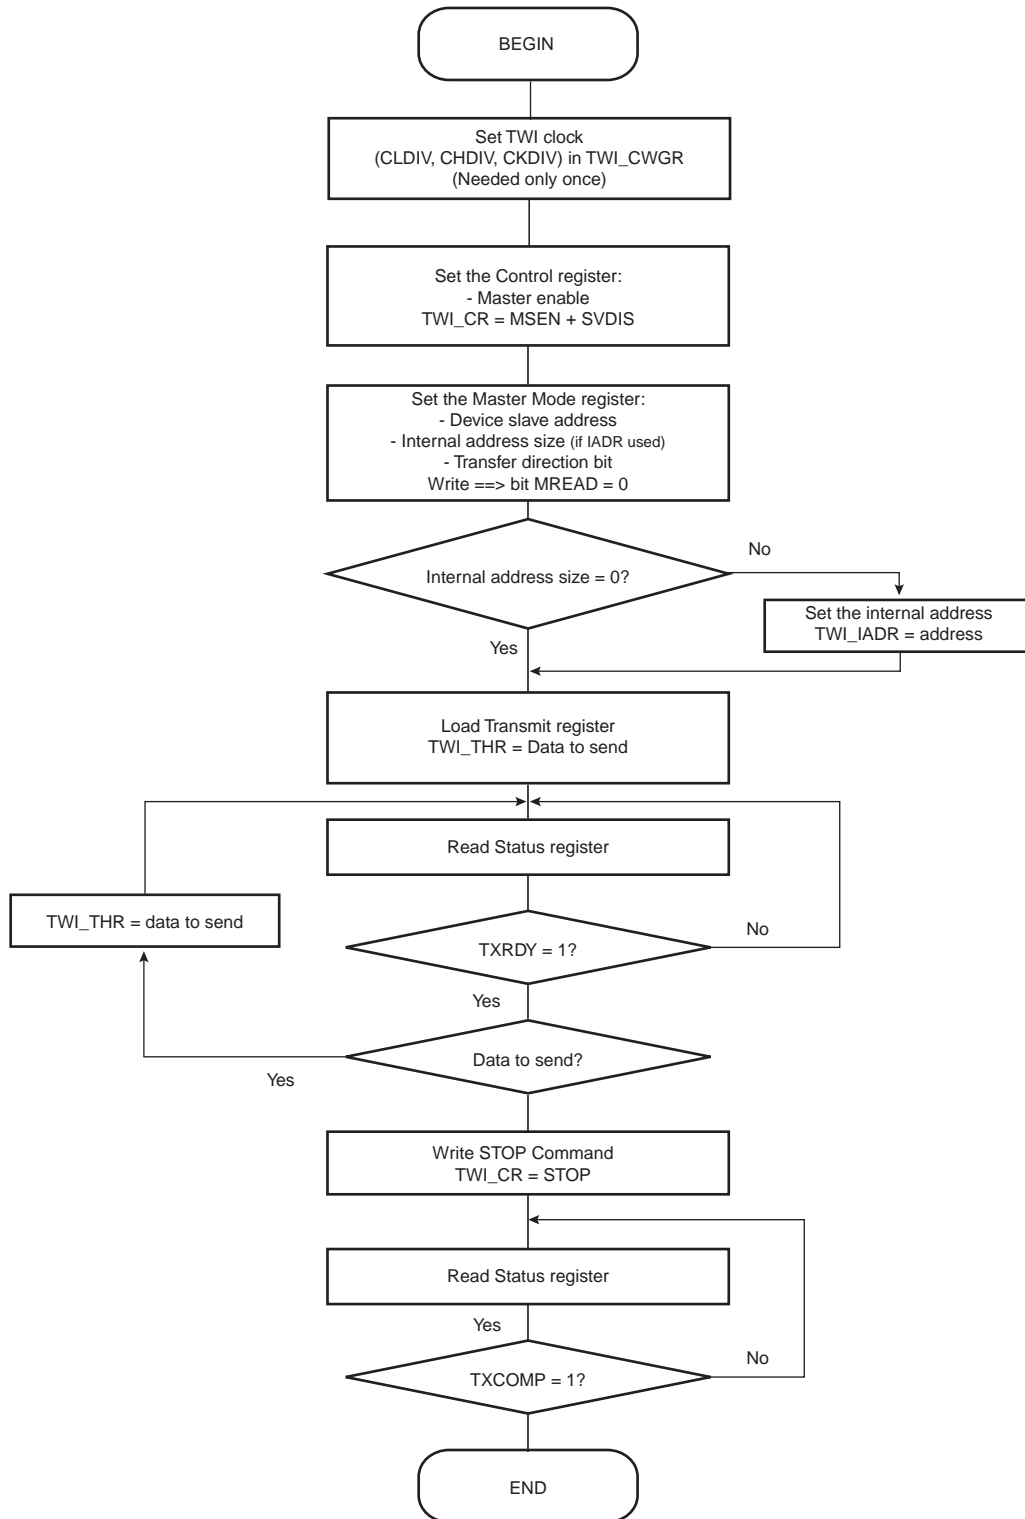 BEGIN
Set TWI clock
(CLDIV, CHDIV, CKDIV) in TWI_CWGR
(Needed only once)
Set the Control register:
- Master enable
TWI_CR = MSEN + SVDIS
Set the Master Mode register:
- Device slave address
- Internal address size (if IADR used)
- Transfer direction bit
Write ==> bit MREAD = 0
No
Internal address size = 0?
Set the internal address
TWI_IADR = address
Yes
Load Transmit register
TWI_THR = Data to send
Read Status register
TWI_THR = data to send
No
TXRDY = 1?
Yes
Data to send?
Yes
Write STOP Command
TWI_CR = STOP
Read Status register
Yes
No
TXCOMP = 1?
END